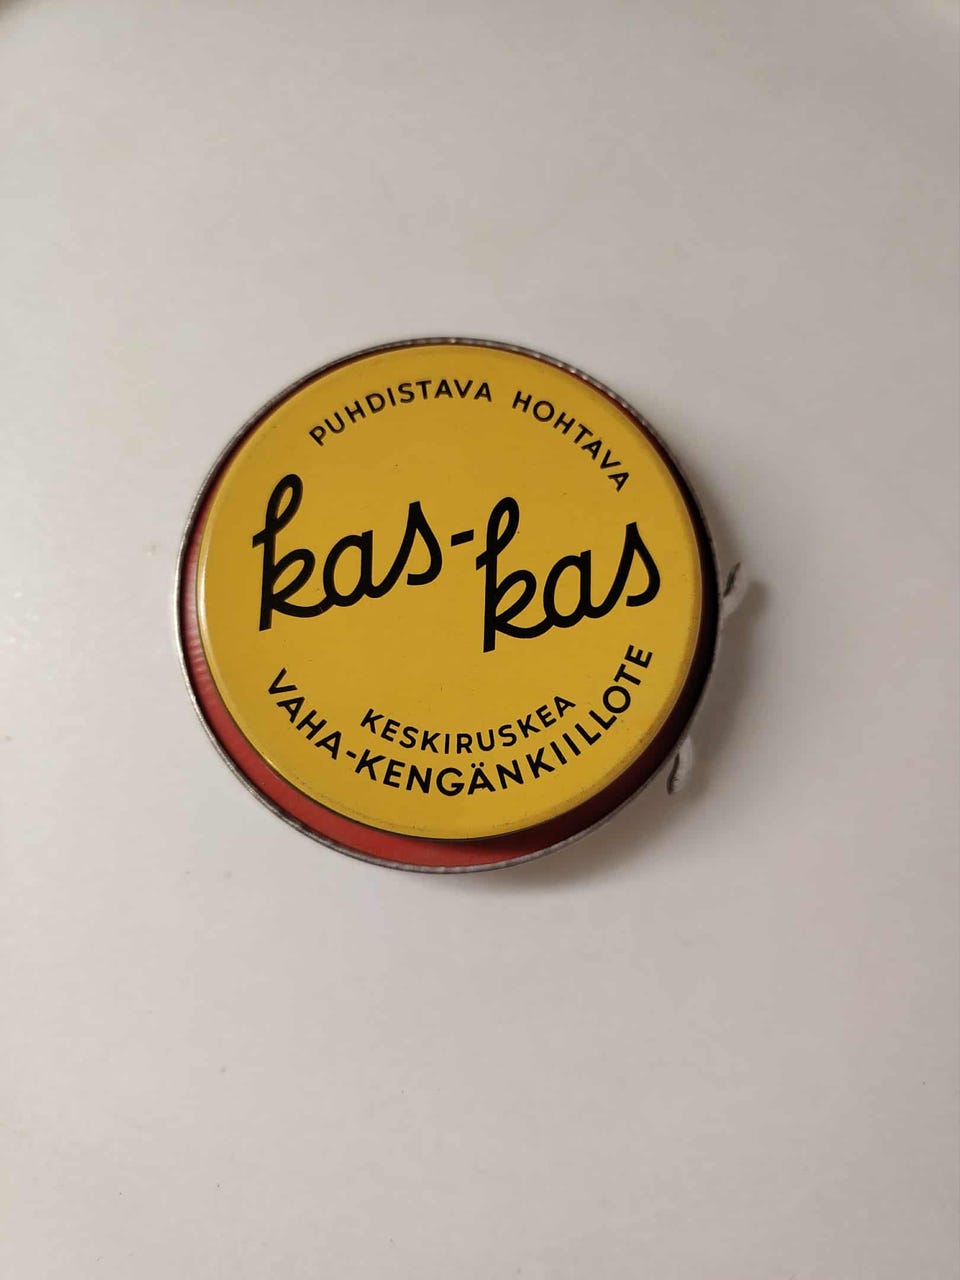 PUHDISTAVA HOHTAVA
kas-kas
KESKIRUSKEA
VAHA-KENGÄNKIILLOTE